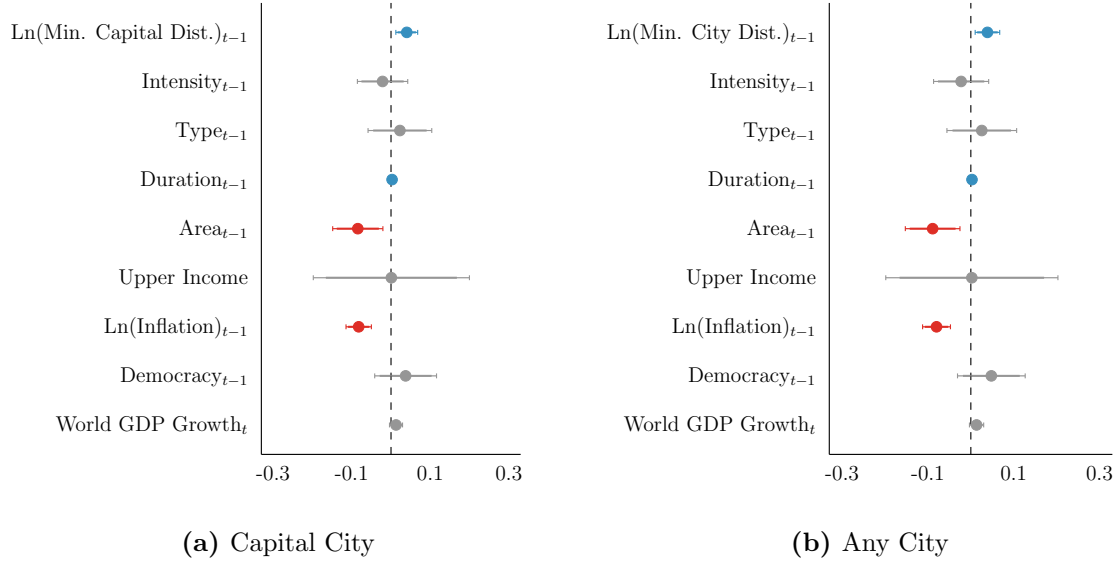 Ln(Min. Capital Dist.)ₜ₋₁
Intensityₜ₋₁
Typeₜ₋₁
Durationₜ₋₁
Areaₜ₋₁
Upper Income
Ln(Inflation)ₜ₋₁
Democracyₜ₋₁
World GDP Growthₜ
-0.3 -0.1 0.1 0.3
(a) Capital City
Ln(Min. City Dist.)ₜ₋₁
Intensityₜ₋₁
Typeₜ₋₁
Durationₜ₋₁
Areaₜ₋₁
Upper Income
Ln(Inflation)ₜ₋₁
Democracyₜ₋₁
World GDP Growthₜ
-0.3 -0.1 0.1 0.3
(b) Any City